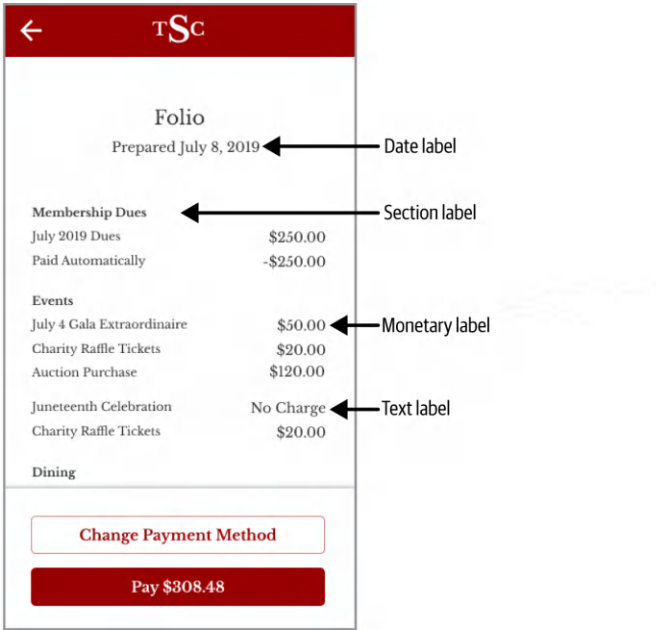 TSC
Folio
Prepared July 8, 2019
Date label
Membership Dues
Section label
July 2019 Dues $250.00
Paid Automatically -$250.00
Events
July 4 Gala Extraordinaire $50.00
Monetary label
Charity Raffle Tickets $20.00
Auction Purchase $120.00
Juneteenth Celebration No Charge
Text label
Charity Raffle Tickets $20.00
Dining
Change Payment Method
Pay $308.48